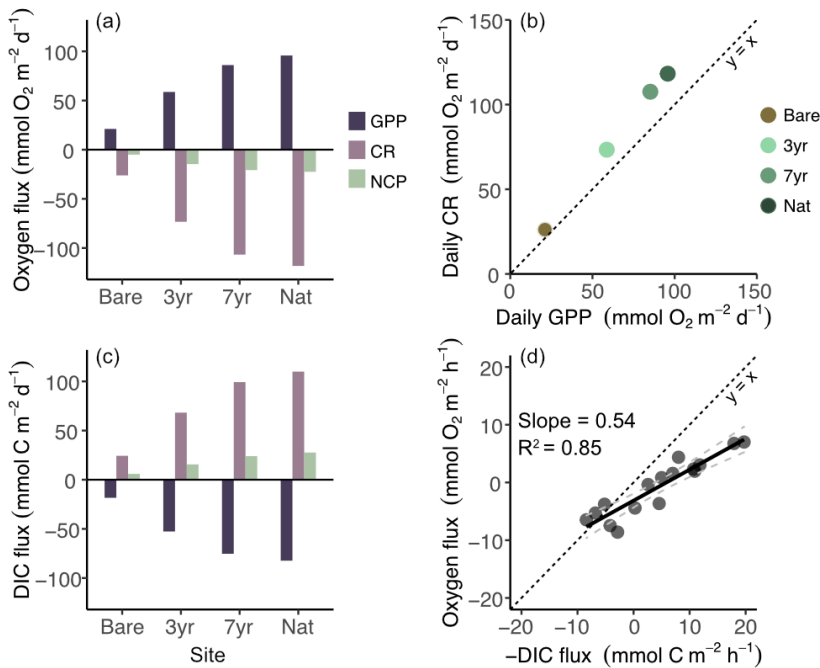 (a)
Oxygen flux (mmol O₂ m⁻² d⁻¹)
100
50
0
−50
−100
Bare 3yr 7yr Nat
GPP
CR
NCP
(b)
Daily CR (mmol O₂ m⁻² d⁻¹)
150
100
50
0
0 50 100 150
Daily GPP (mmol O₂ m⁻² d⁻¹)
y = x
Bare
3yr
7yr
Nat
(c)
DIC flux (mmol C m⁻² d⁻¹)
100
50
0
−50
−100
Bare 3yr 7yr Nat
Site
(d)
Oxygen flux (mmol O₂ m⁻² h⁻¹)
20
10
0
−10
−20
y = x
Slope = 0.54
R² = 0.85
−20 −10 0 10 20
−DIC flux (mmol C m⁻² h⁻¹)